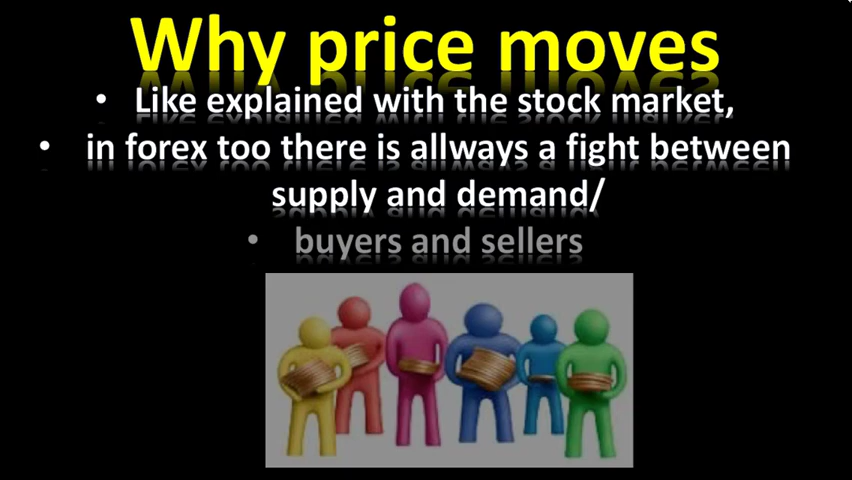 Why price moves
• Like explained with the stock market,
• in forex too there is allways a fight between
supply and demand/
• buyers and sellers